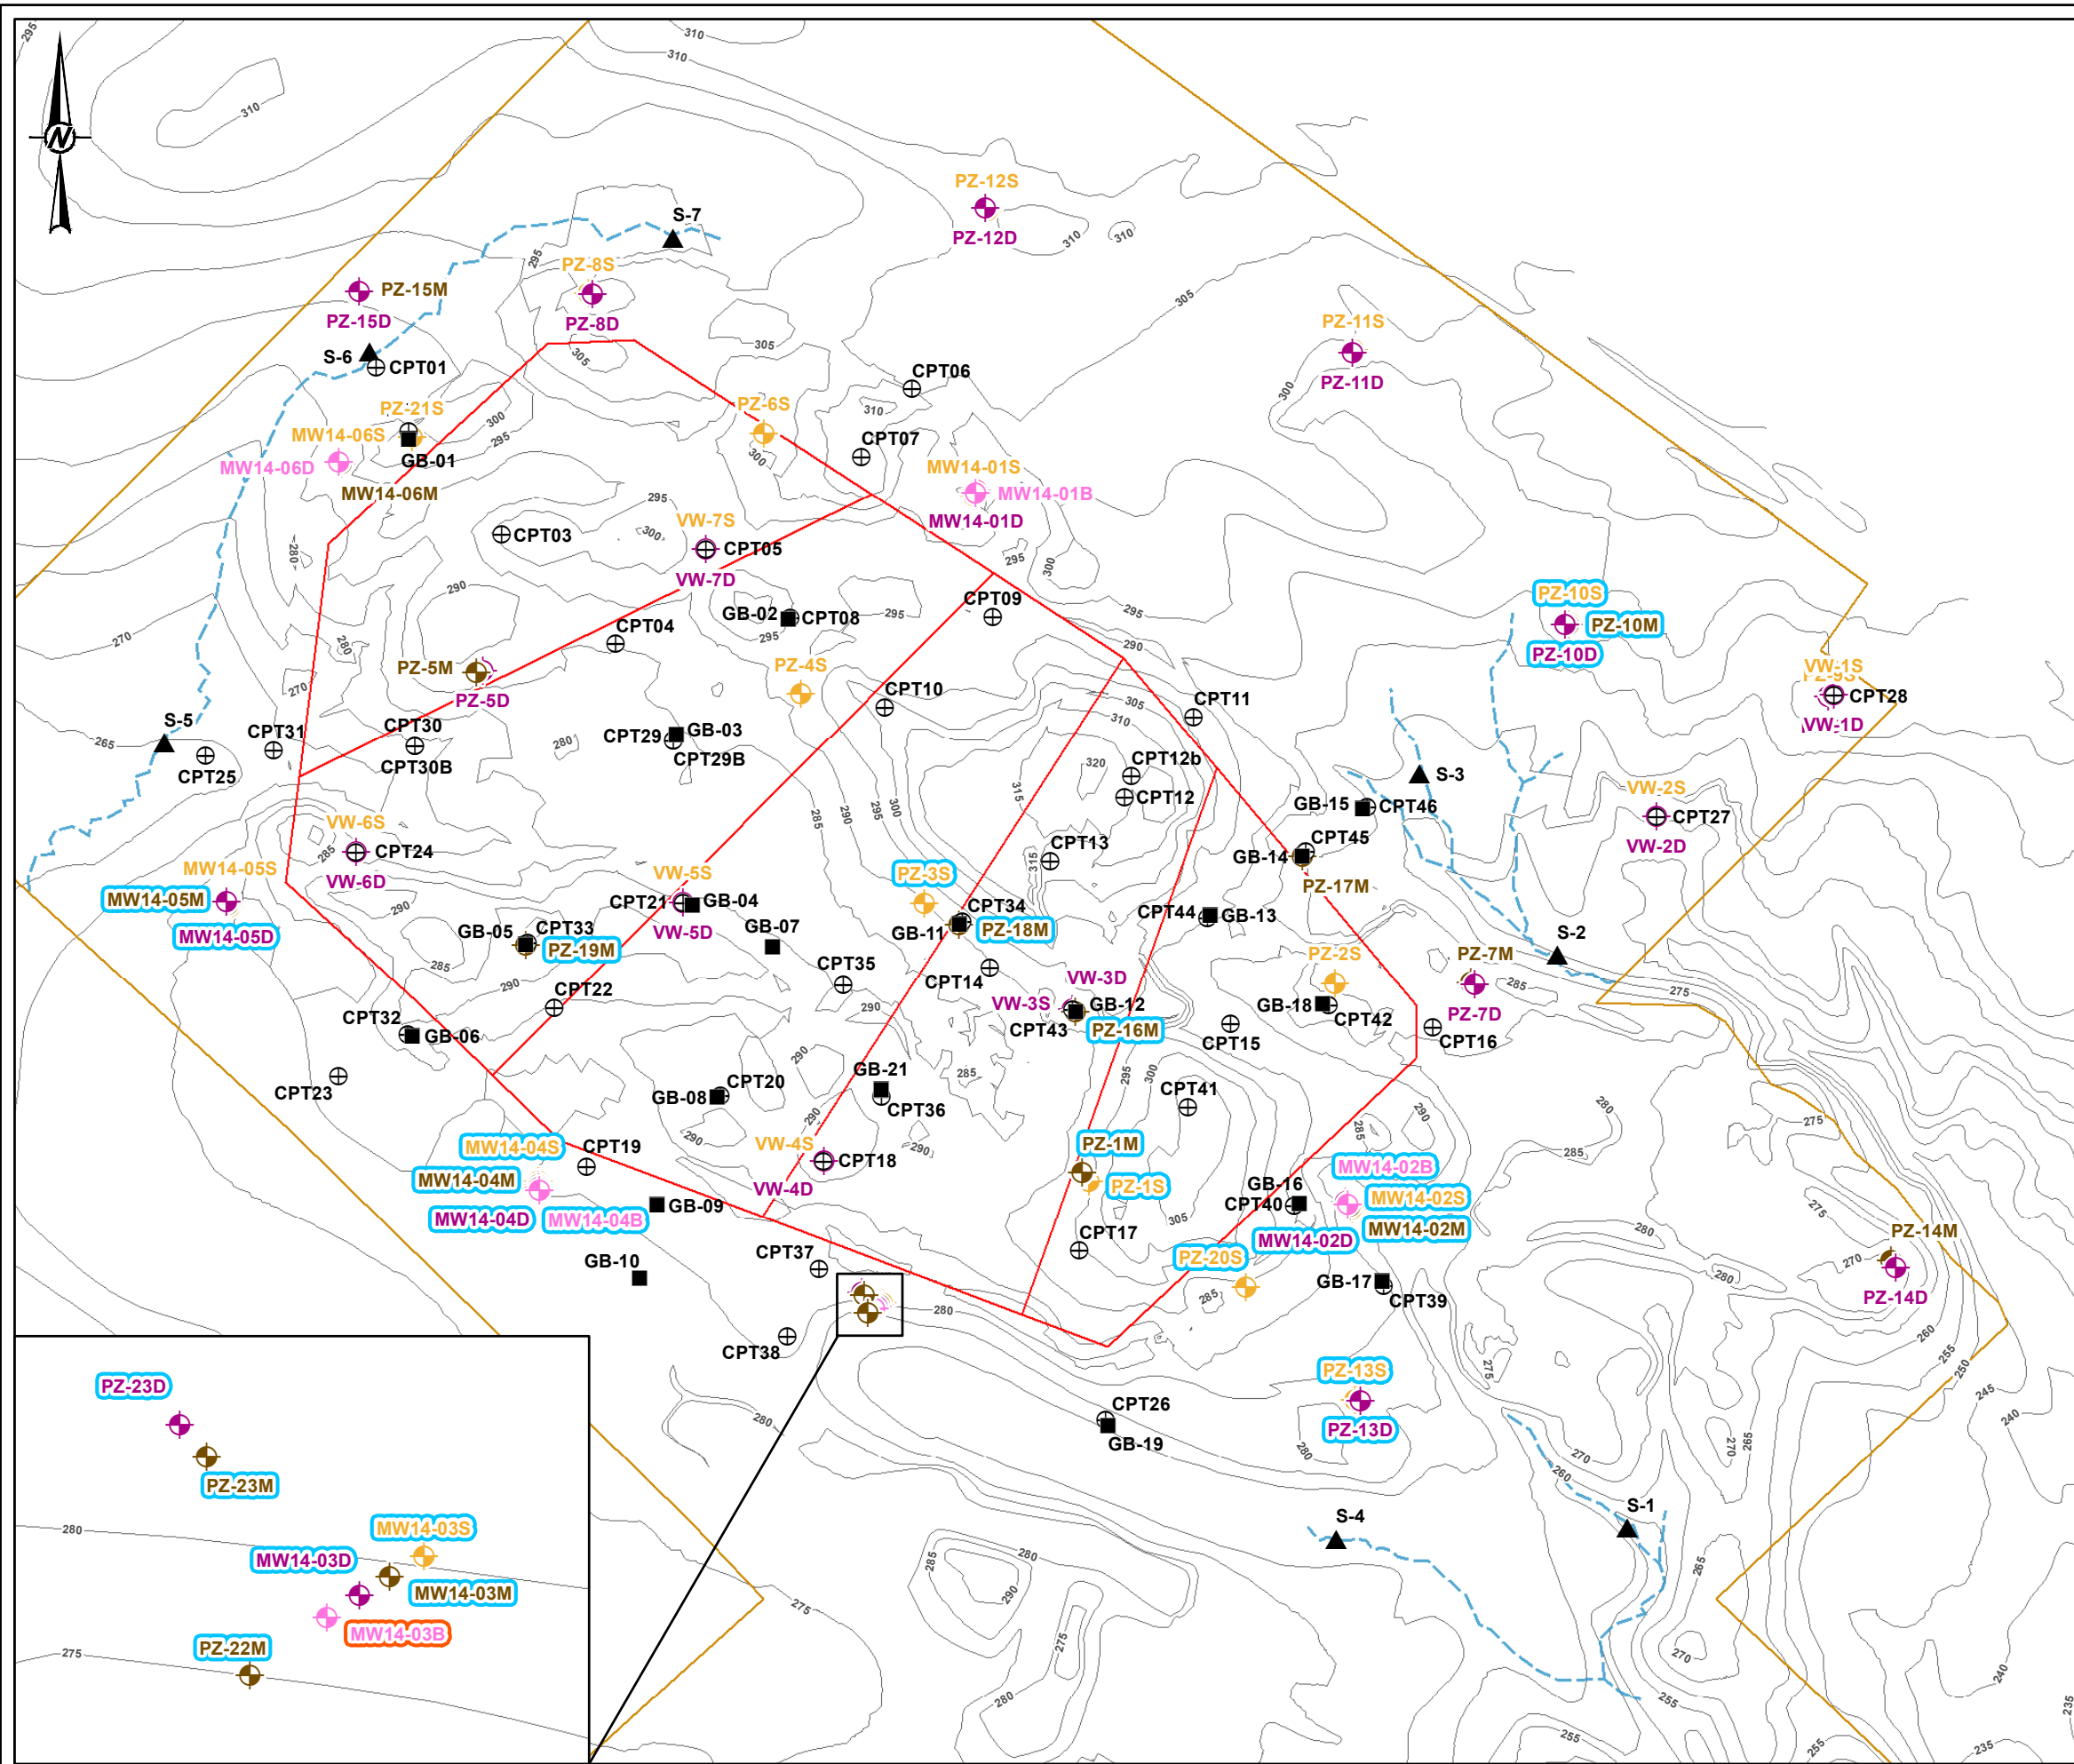 295
310
310
310
N
PZ-12S
PZ-12D
310
310
S-7
295
PZ-8S
PZ-8D
PZ-15M
PZ-15D
305
305
305
PZ-11S
PZ-11D
300
S-6
CPT01
CPT06
PZ-21S
300
295
MW14-06S
MW14-06D
GB-01
MW14-06M
PZ-6S
300
310
CPT07
MW14-01S
MW14-01B
MW14-01D
295
300
CPT03
295
300
VW-7S
CPT05
VW-7D
280
290
GB-02
CPT08
295
295
CPT09
295
290
PZ-10S
PZ-10M
PZ-10D
270
280
CPT04
PZ-5M
PZ-5D
PZ-4S
CPT10
270
305
310
CPT11
VW-1S
PZ-9S
CPT28
VW-1D
S-5
265
CPT25
CPT31
CPT30
CPT30B
280
CPT29
GB-03
CPT29B
320
CPT12b
CPT12
315
S-3
GB-15
CPT46
VW-2S
CPT27
VW-2D
285
290
295
300
VW-6S
285
CPT24
VW-6D
CPT13
315
CPT45
GB-14
PZ-17M
MW14-05S
MW14-05M
MW14-05D
290
VW-5S
CPT21
GB-04
VW-5D
PZ-3S
CPT34
GB-11
PZ-18M
CPT44
GB-13
GB-05
CPT33
PZ-19M
285
290
GB-07
CPT35
290
CPT14
S-2
PZ-7M
285
PZ-7D
275
PZ-2S
GB-18
CPT42
CPT16
VW-3D
VW-3S
GB-12
CPT43
PZ-16M
CPT15
CPT22
CPT32
GB-06
CPT23
290
285
GB-21
CPT36
295
300
CPT41
GB-08
CPT20
290
290
290
VW-4S
CPT18
VW-4D
290
285
280
285
275
MW14-04S
CPT19
MW14-04M
MW14-04D
MW14-04B
GB-09
GB-10
PZ-1M
PZ-1S
305
CPT17
MW14-02B
GB-16
CPT40
MW14-02S
MW14-02M
MW14-02D
280
275
PZ-14M
270
PZ-14D
280
CPT37
PZ-20S
285
GB-17
CPT39
280
CPT38
260
255
250
245
240
275
PZ-13S
PZ-13D
280
CPT26
GB-19
280
270
265
270
260
PZ-23D
PZ-23M
280
MW14-03S
MW14-03D
MW14-03M
MW14-03B
PZ-22M
275
S-4
S-1
280
285
290
275
275
280
265
270
255
240
235
255
255
235